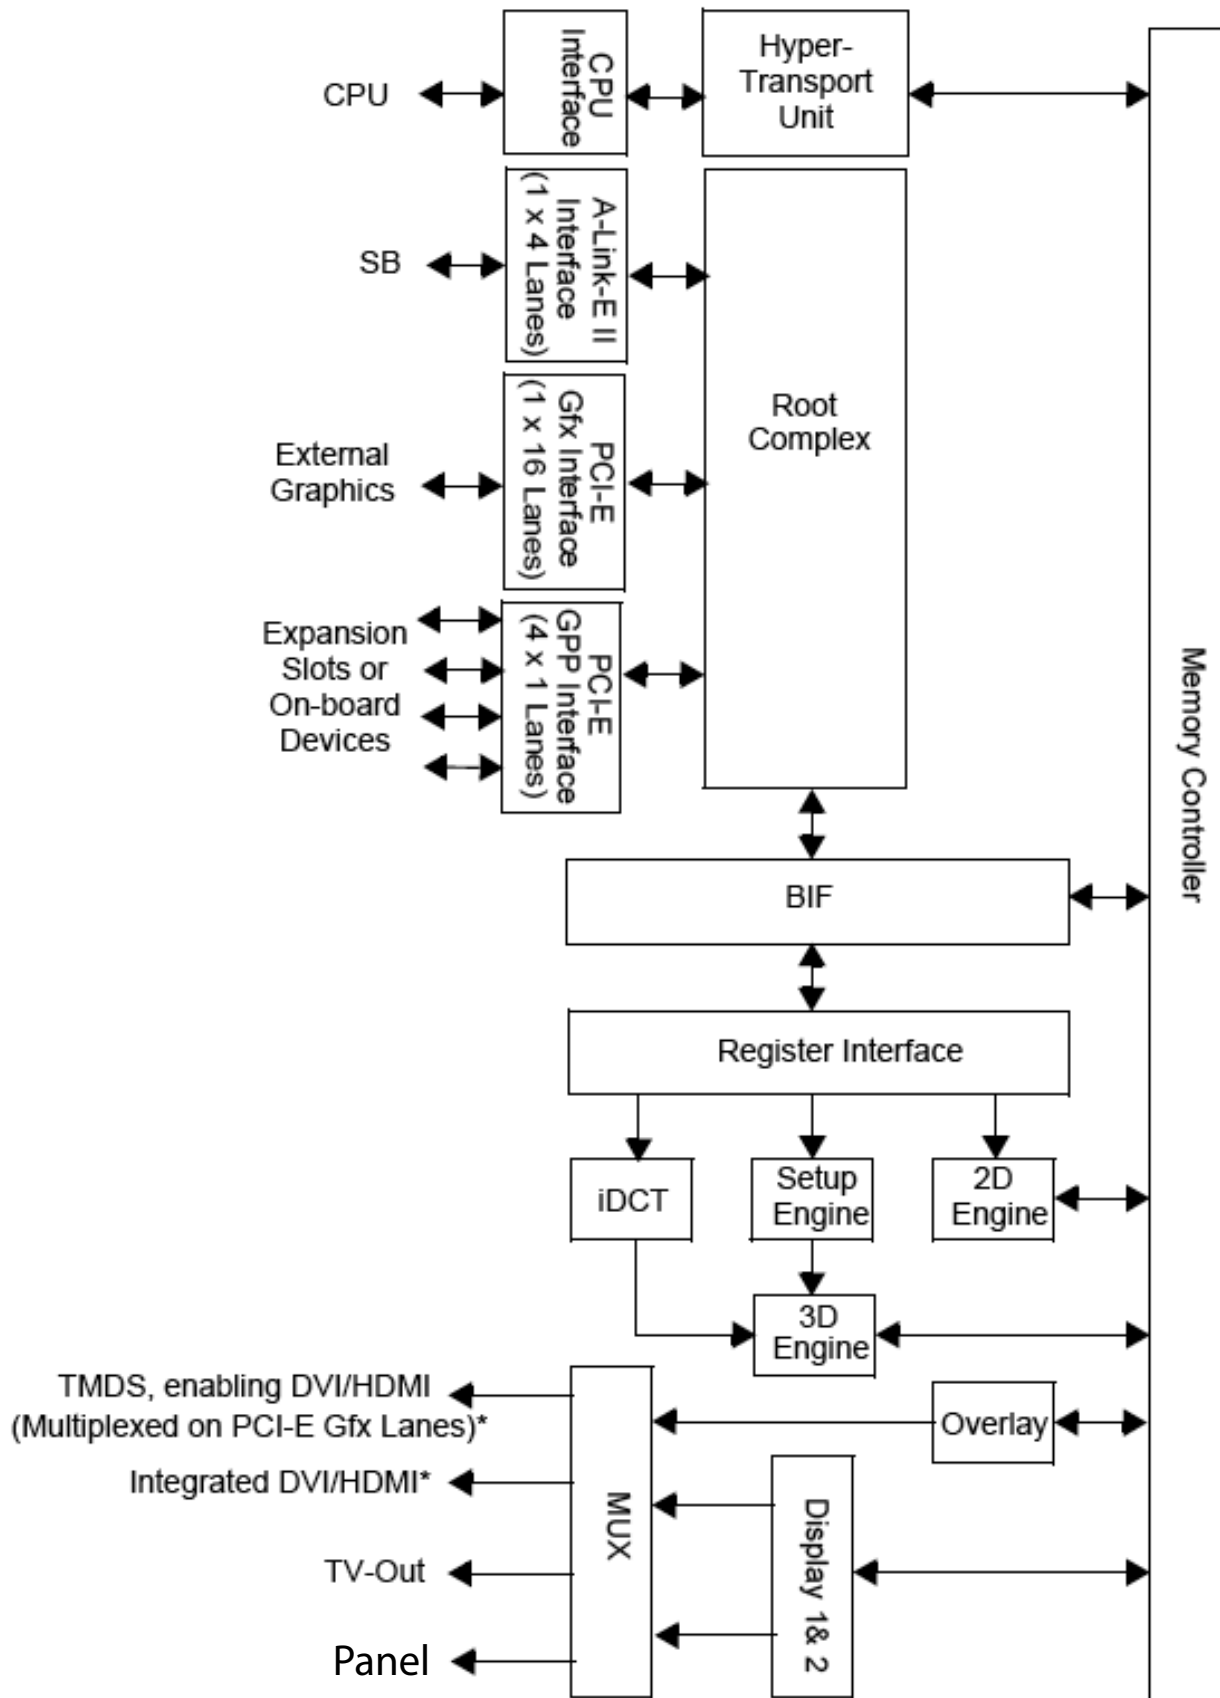 CPU
CPU
Interface
Hyper-
Transport
Unit
SB
A-Link-E II
Interface
(1 x 4 Lanes)
Root
Complex
External
Graphics
PCI-E
Gfx Interface
(1 x 16 Lanes)
Expansion
Slots or
On-board
Devices
PCI-E
GPP Interface
(4 x 1 Lanes)
Memory Controller
BIF
Register Interface
iDCT
Setup
Engine
2D
Engine
3D
Engine
TMDS, enabling DVI/HDMI
(Multiplexed on PCI-E Gfx Lanes)*
Overlay
Integrated DVI/HDMI*
MUX
Display 1& 2
TV-Out
Panel